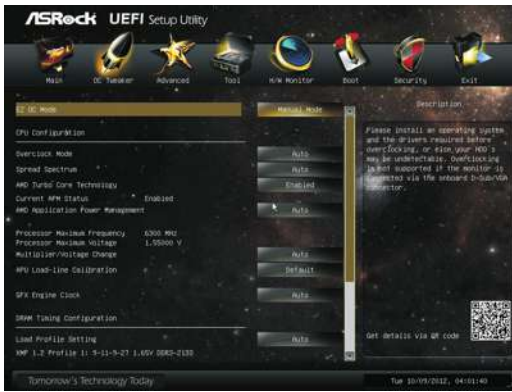 ASRock UEFI Setup Utility
Main
OC Tweaker
Advanced
Tool
H/W Monitor
Boot
Security
Exit
EZ OC Mode
Manual Mode
CPU Configuration
Overclock Mode
Auto
Spread Spectrum
Auto
AMD Turbo Core Technology
Enabled
Current APM Status Enabled
AMD Application Power Management
Auto
Processor Maximum Frequency 6300 MHz
Processor Maximum Voltage 1.55000 V
Multiplier/Voltage Change
Auto
APU Load-line Calibration
Default
GFX Engine Clock
Auto
DRAM Timing Configuration
Load Profile Setting
Auto
XMP 1.2 Profile 1: 9-11-9-27 1.65V DDR3-2133
Description
Please install an operating system
and the drivers required before
overclocking, or else your HDD's
may be undetectable. Overclocking
is not supported if the monitor is
connected via the onboard D-Sub/VGA
connector.
Get details via QR code
Tomorrow's Technology Today
Tue 10/09/2012, 04:01:40